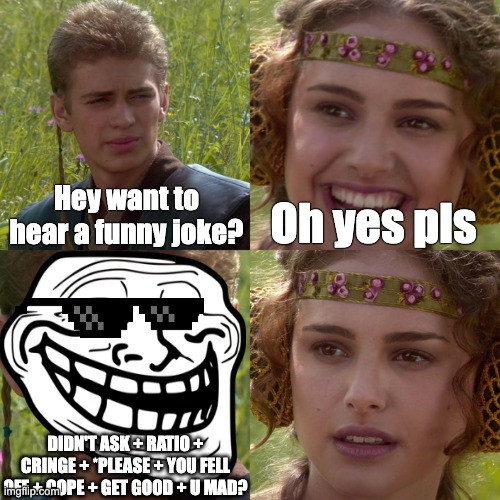 Hey want to
hear a funny joke?
Oh yes pls
DIDN'T ASK + RATIO +
CRINGE + *PLEASE + YOU FELL
OFF + COPE + GET GOOD + U MAD?
imgflip.com